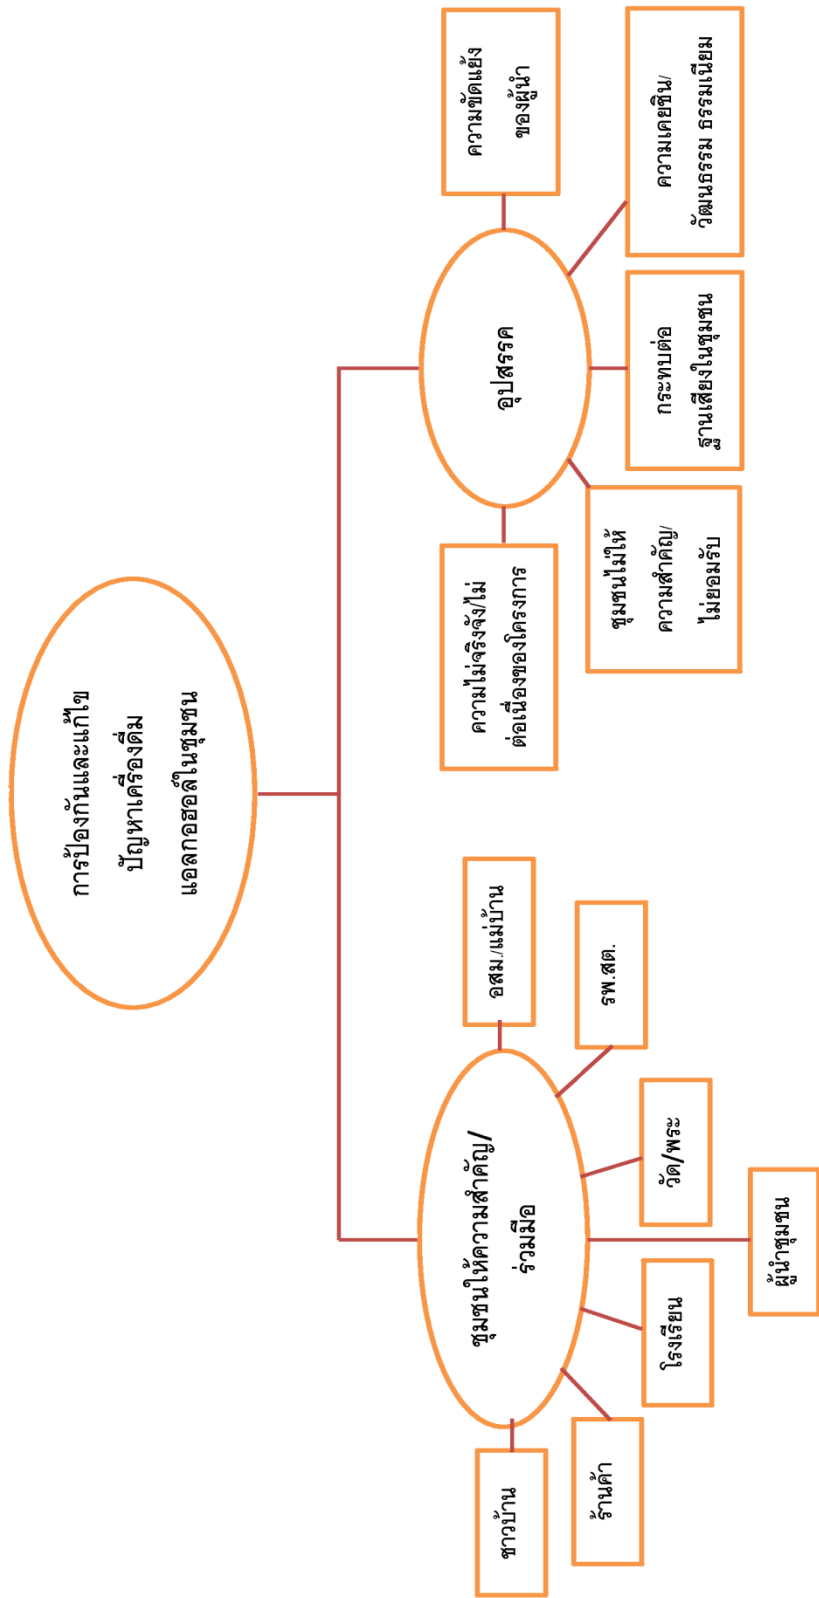 การป้องกันและแก้ไข
ปัญหาเครื่องดื่ม
แอลกอฮอล์ในชุมชน
ชุมชนให้ความสำคัญ/
ร่วมมือ
ชาวบ้าน
ร้านค้า
โรงเรียน
ผู้นำชุมชน
วัด/พระ
รพ.สต.
อสม./แม่บ้าน
อุปสรรค
ความไม่จริงจัง/ไม่
ต่อเนื่องของโครงการ
ชุมชนไม่ให้
ความสำคัญ/
ไม่ยอมรับ
กระทบต่อ
ฐานเสียงในชุมชน
ความเคยชิน/
วัฒนธรรม ธรรมเนียม
ความขัดแย้ง
ของผู้นำ